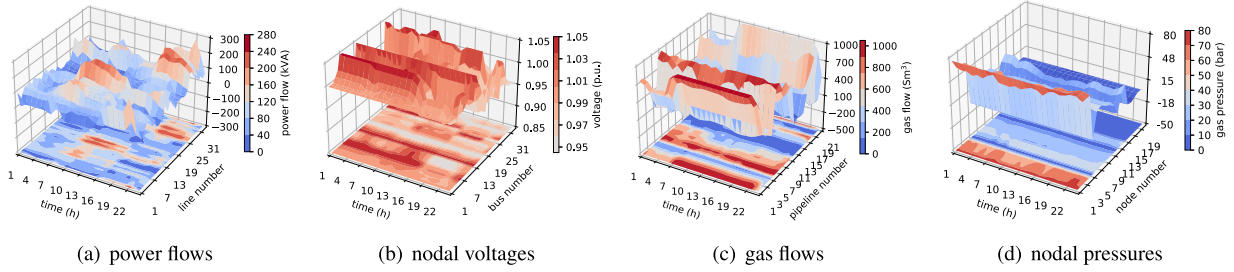 300
200
100
0
−100
−200
−300
280
240
200
160
120
80
40
0
power flow (kVA)
1 4 7 10 13 16 19 22
time (h)
1 7 13 19 25 31
line number
(a) power flows
1,05
1,00
0,95
0,90
0,85
1.05
1.03
1.01
0.99
0.97
0.95
voltage (p.u.)
1 4 7 10 13 16 19 22
time (h)
1 7 13 19 25 31
bus number
(b) nodal voltages
1000
700
400
100
-200
-500
1000
800
600
400
200
0
gas flow (Sm³)
1 4 7 10 13 16 19 22
time (h)
1 3 5 7 9 11 13 15 17 19 21
pipeline number
(c) gas flows
80
48
15
-18
-50
80
70
60
50
40
30
20
10
0
gas pressure (bar)
1 4 7 10 13 16 19 22
time (h)
1 3 5 7 9 11 13 15 17 19
node number
(d) nodal pressures